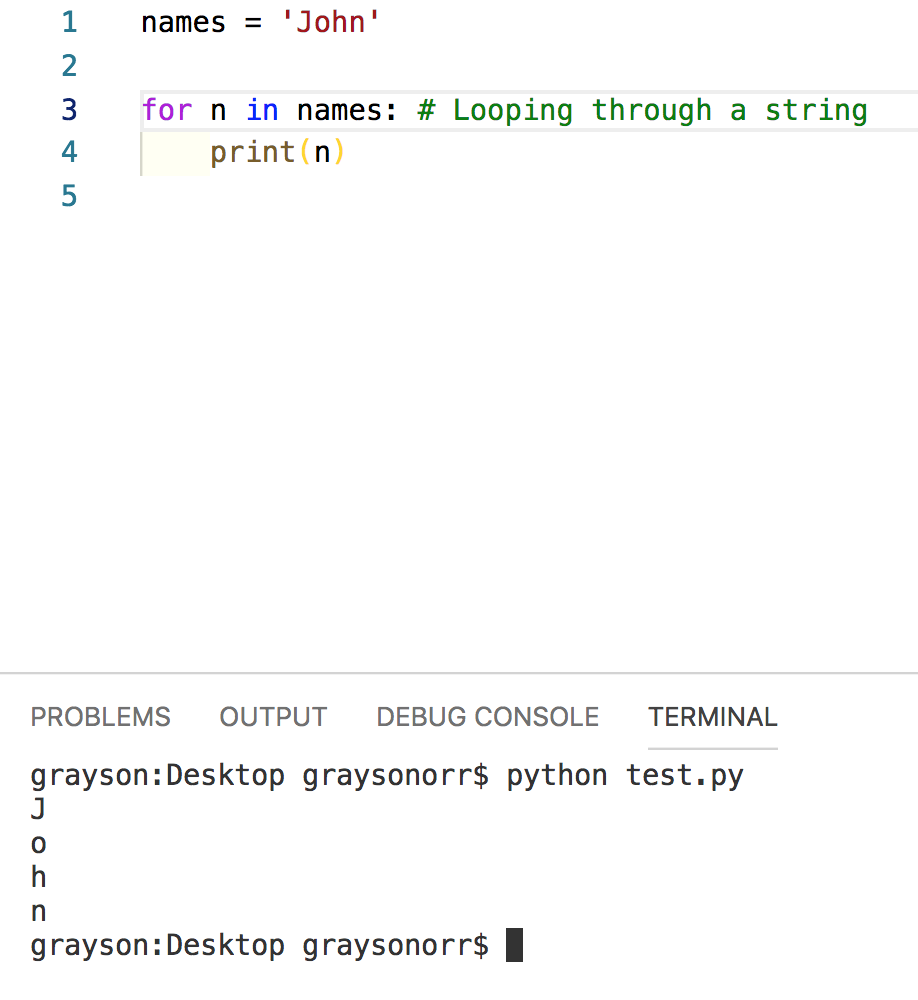 1 names = 'John'
2
3 for n in names: # Looping through a string
4     print(n)
5
PROBLEMS OUTPUT DEBUG CONSOLE TERMINAL
grayson:Desktop graysonorr$ python test.py
J
o
h
n
grayson:Desktop graysonorr$